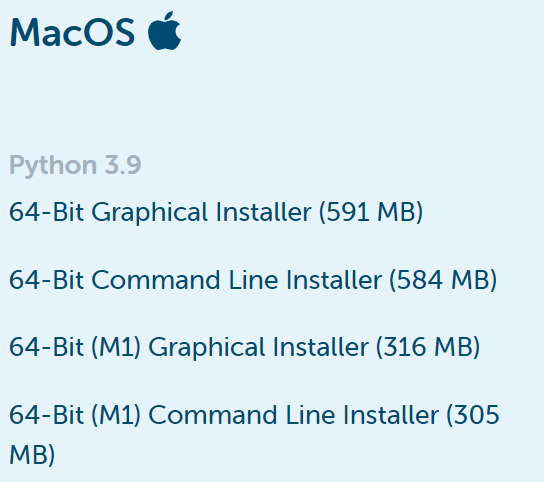 MacOS
Python 3.9
64-Bit Graphical Installer (591 MB)
64-Bit Command Line Installer (584 MB)
64-Bit (M1) Graphical Installer (316 MB)
64-Bit (M1) Command Line Installer (305
MB)